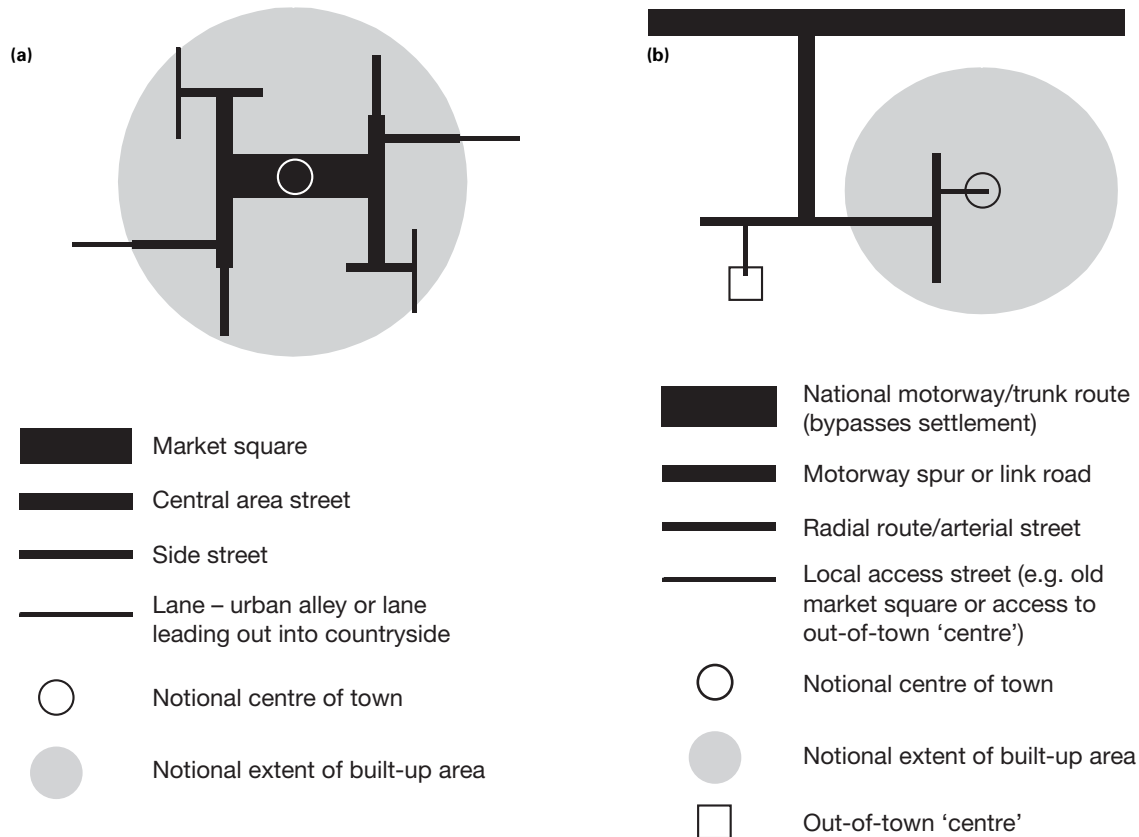 (a)
Market square
Central area street
Side street
Lane – urban alley or lane
leading out into countryside
Notional centre of town
Notional extent of built-up area
(b)
National motorway/trunk route
(bypasses settlement)
Motorway spur or link road
Radial route/arterial street
Local access street (e.g. old
market square or access to
out-of-town ‘centre’)
Notional centre of town
Notional extent of built-up area
Out-of-town ‘centre’